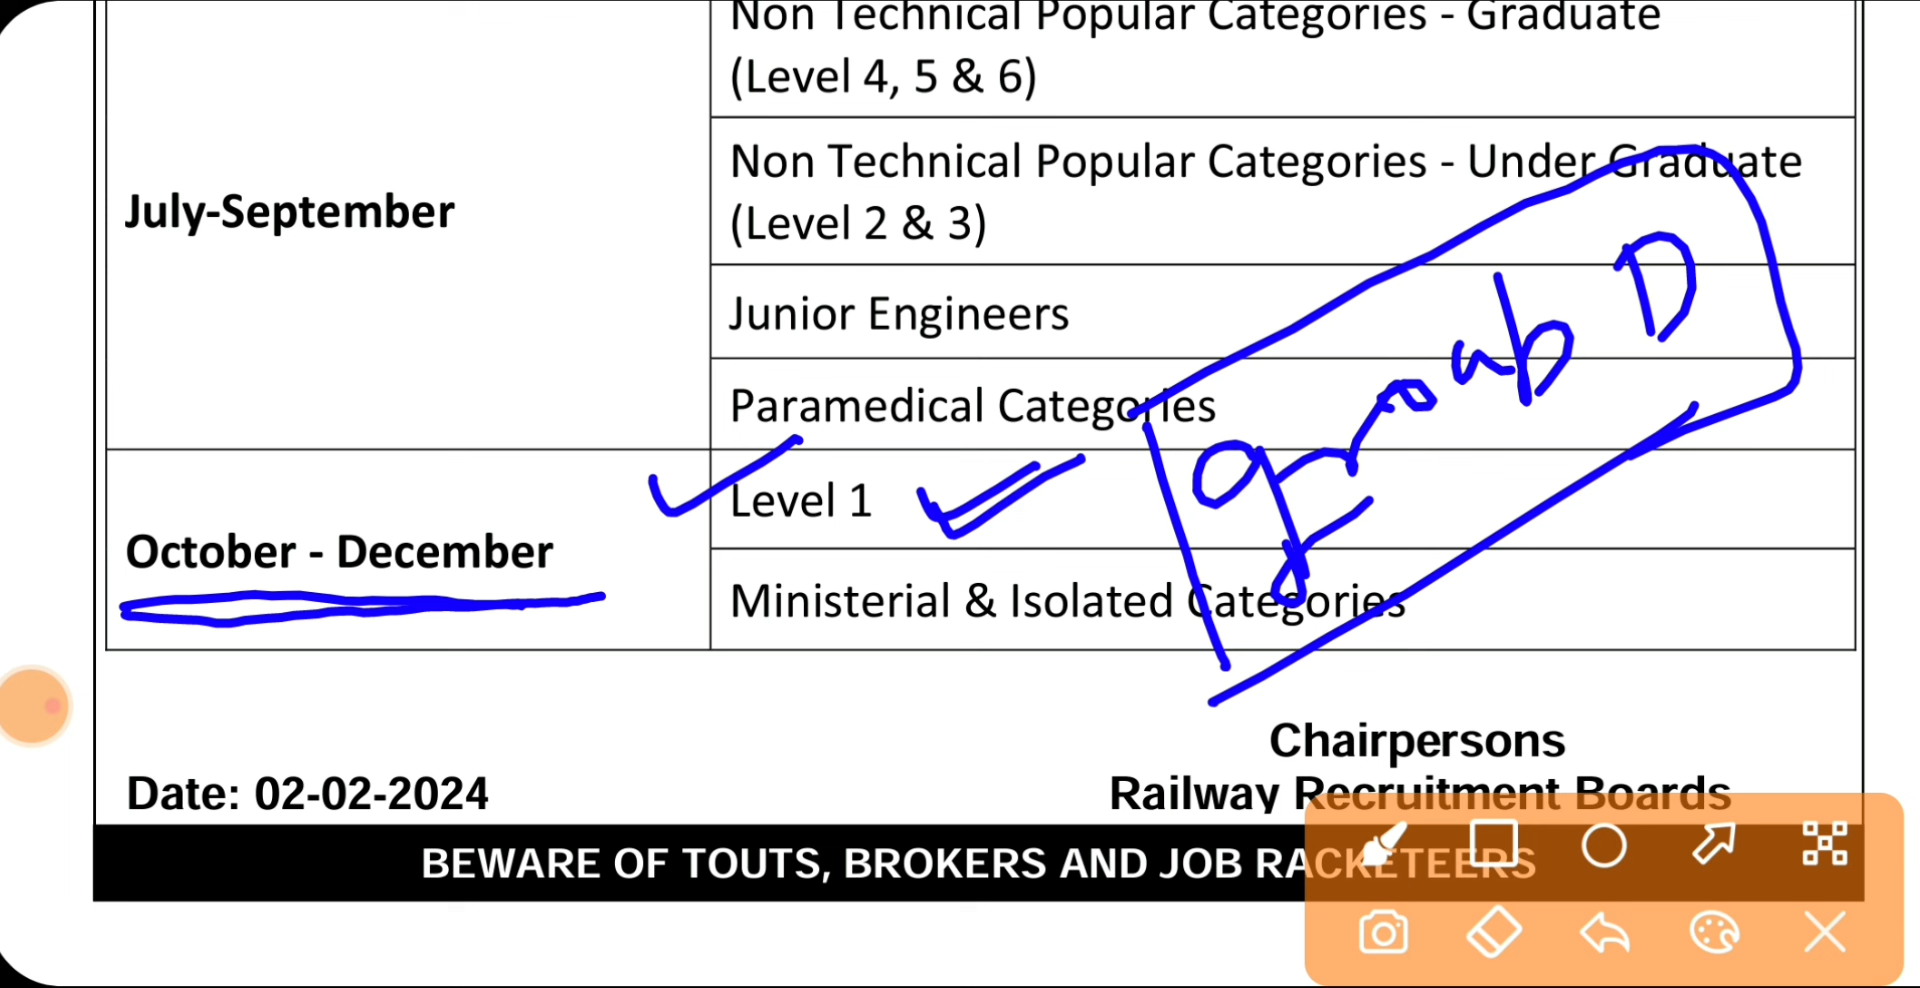 Non Technical Popular Categories - Graduate
(Level 4, 5 & 6)
July-September
Non Technical Popular Categories - Under Graduate
(Level 2 & 3)
Junior Engineers
Paramedical Categories
October - December
Level 1
Ministerial & Isolated Categories
Group D
Chairpersons
Date: 02-02-2024
Railway Recruitment Boards
BEWARE OF TOUTS, BROKERS AND JOB RACKETEERS